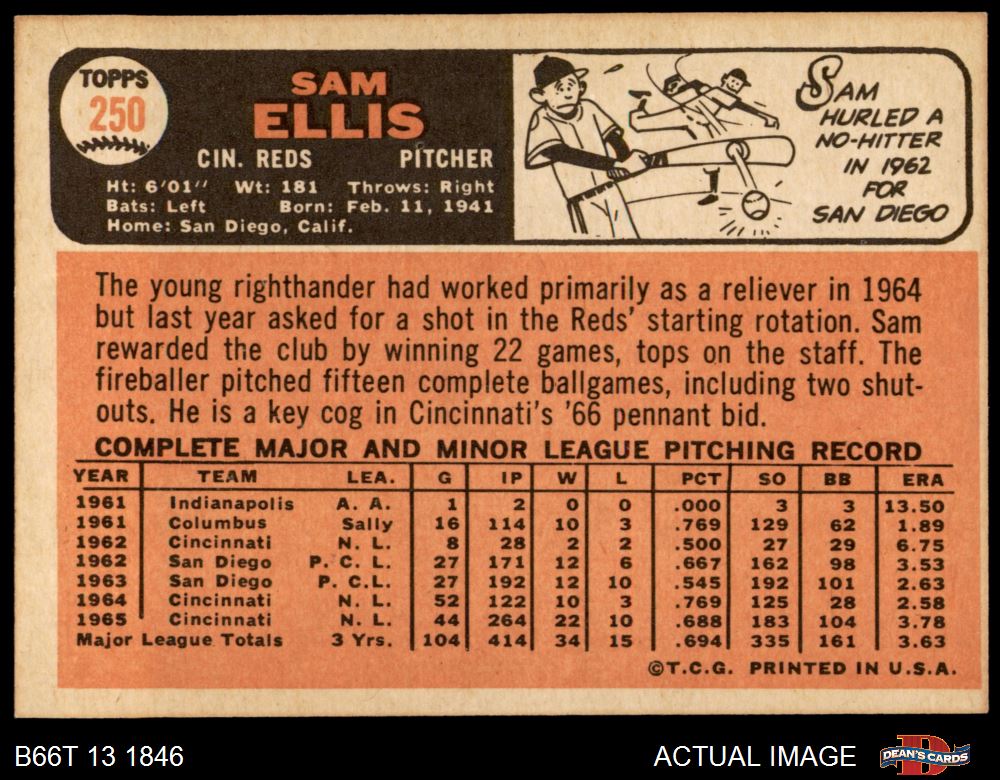 TOPPS
250
SAM
ELLIS
CIN. REDS PITCHER
Ht: 6'01" Wt: 181 Throws: Right
Bats: Left Born: Feb. 11, 1941
Home: San Diego, Calif.
SAM
HURLED A
NO-HITTER
IN 1962
FOR
SAN DIEGO
The young righthander had worked primarily as a reliever in 1964
but last year asked for a shot in the Reds' starting rotation. Sam
rewarded the club by winning 22 games, tops on the staff. The
fireballer pitched fifteen complete ballgames, including two shut-
outs. He is a key cog in Cincinnati's '66 pennant bid.
COMPLETE MAJOR AND MINOR LEAGUE PITCHING RECORD
YEAR TEAM LEA. G IP W L PCT SO BB ERA
1961 Indianapolis A. A. 1 2 0 0 .000 3 3 13.50
1961 Columbus Sally 16 114 10 3 .769 129 62 1.89
1962 Cincinnati N. L. 8 28 2 2 .500 27 29 6.75
1962 San Diego P. C. L. 27 171 12 6 .667 162 98 3.53
1963 San Diego P. C.L. 27 192 12 10 .545 192 101 2.63
1964 Cincinnati N. L. 52 122 10 3 .769 125 28 2.58
1965 Cincinnati N. L. 44 264 22 10 .688 183 104 3.78
Major League Totals 3 Yrs. 104 414 34 15 .694 335 161 3.63
©T.C.G. PRINTED IN U.S.A.
B66T 13 1846 ACTUAL IMAGE DEAN'S CARDS